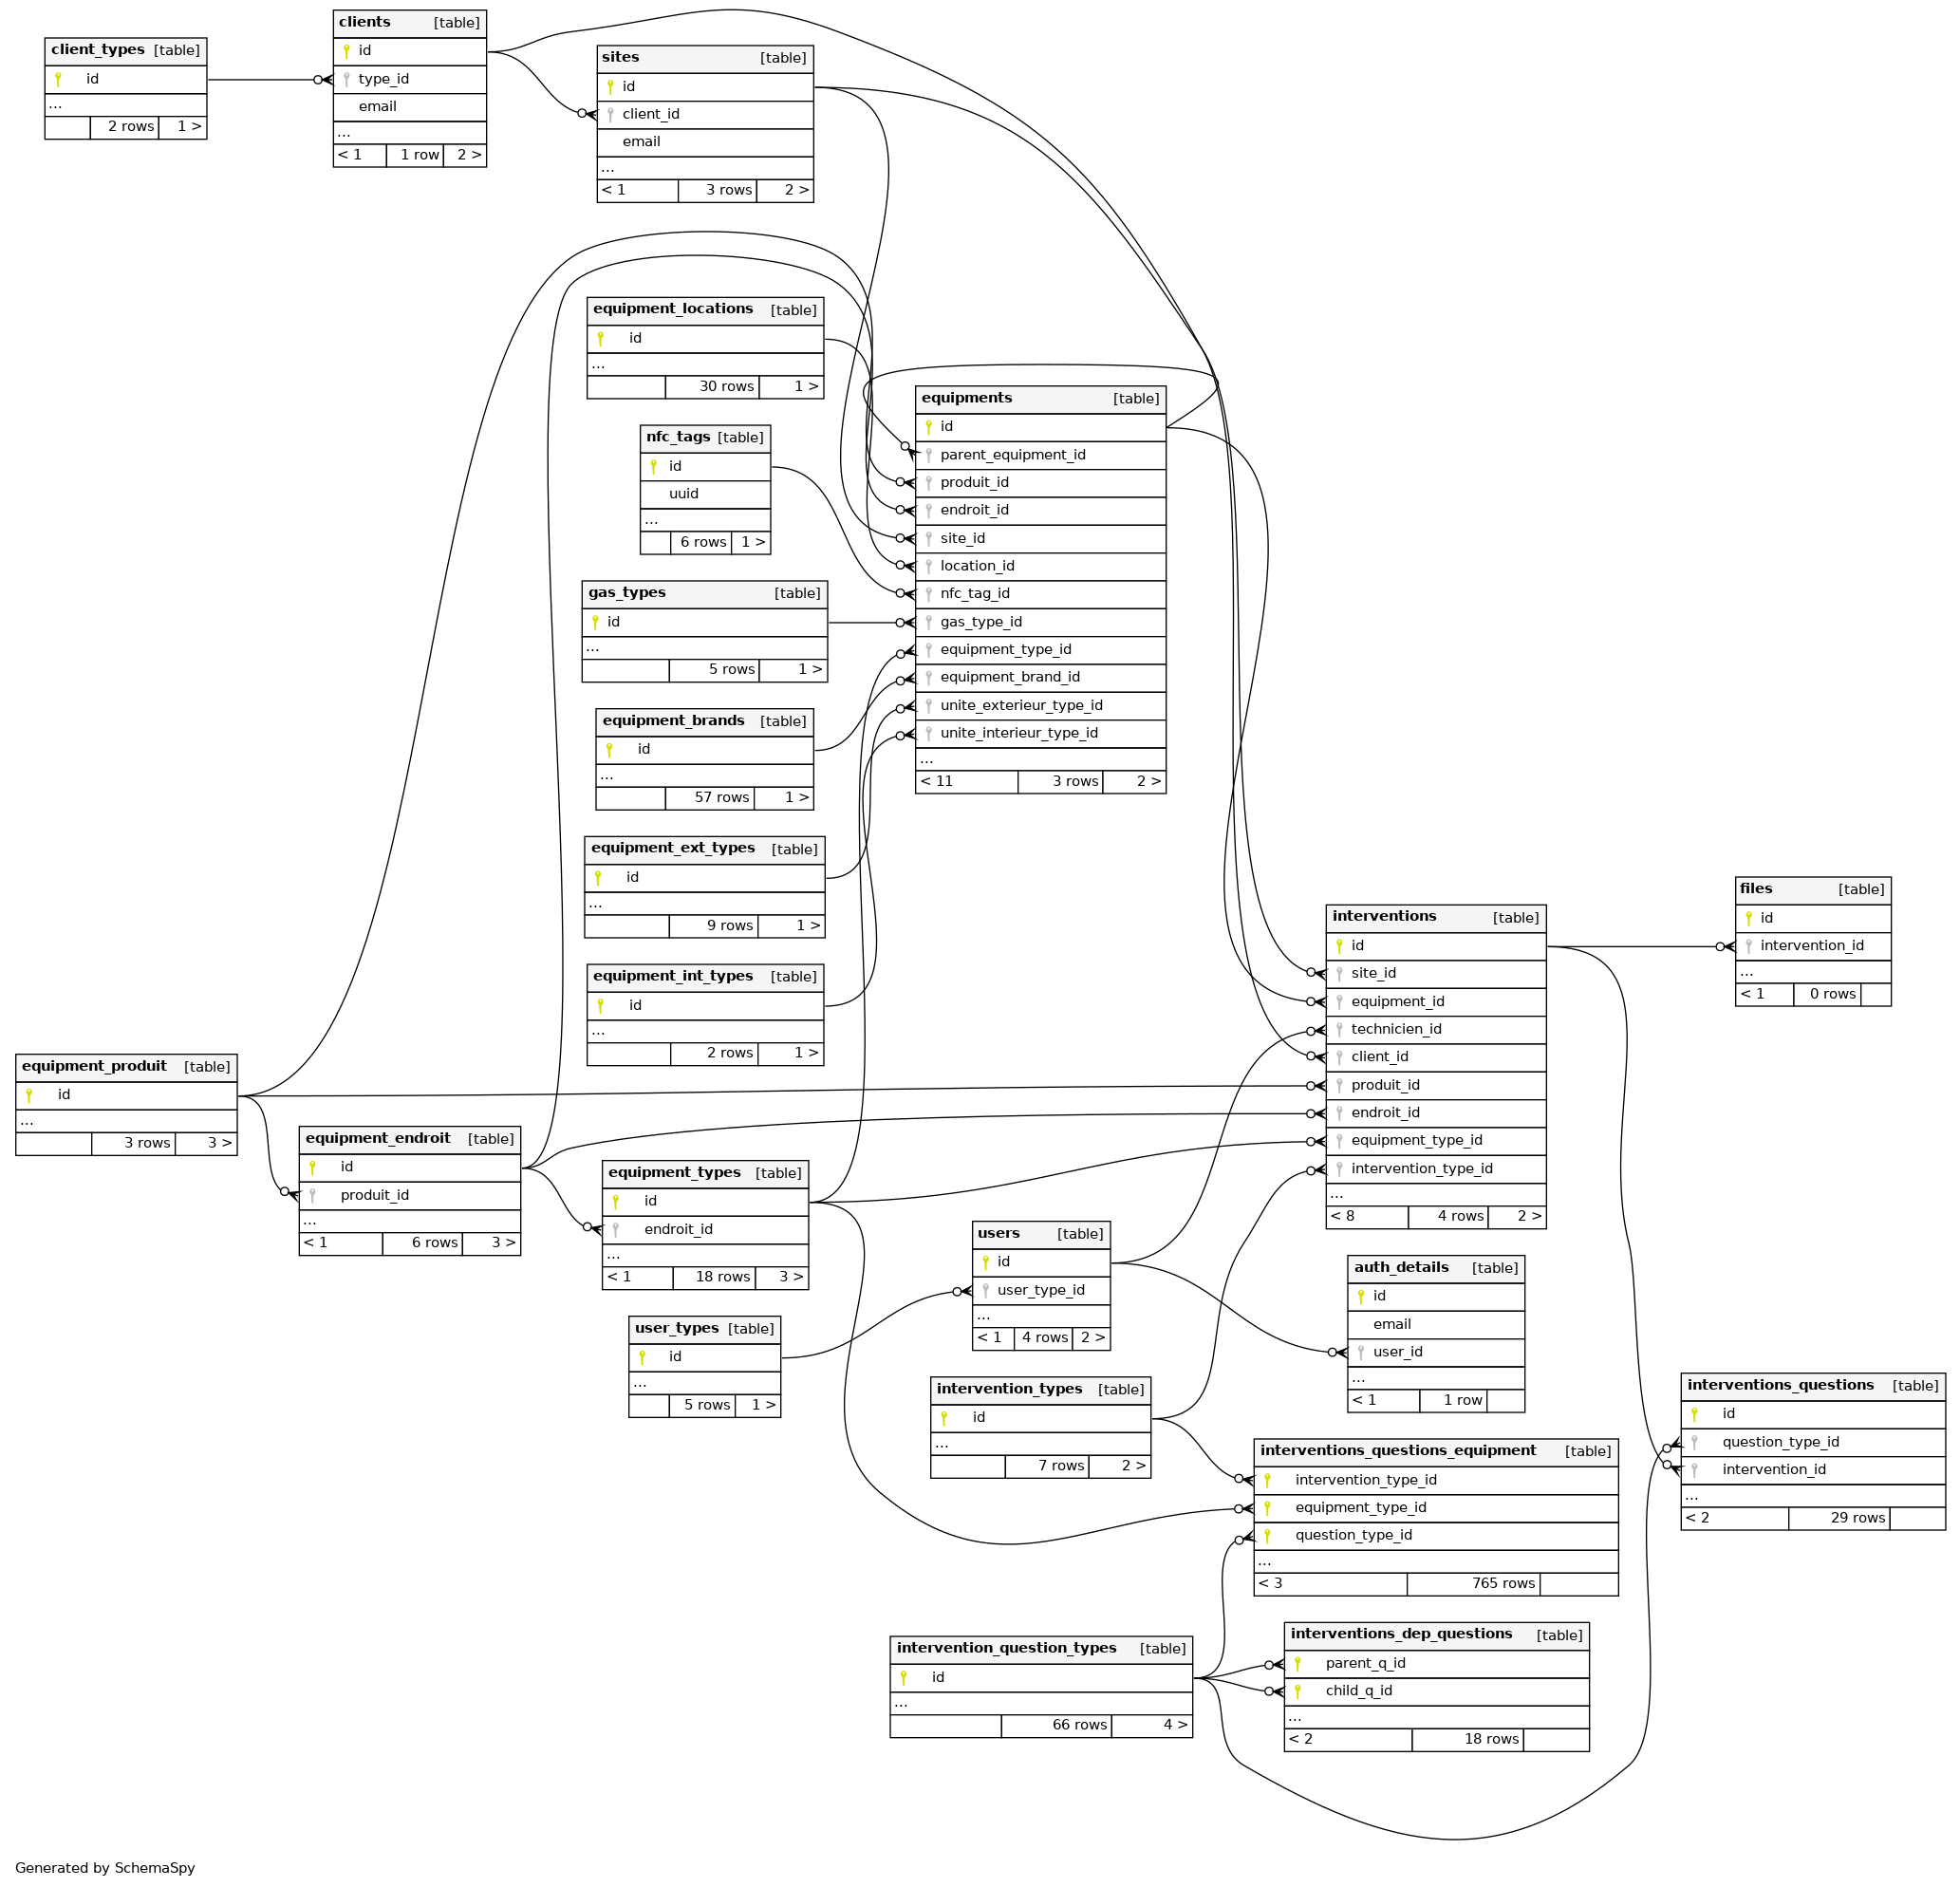 client_types [table]
id
...
2 rows 1 >
clients [table]
id
type_id
email
...
< 1 1 row 2 >
sites [table]
id
client_id
email
...
< 1 3 rows 2 >
equipment_locations [table]
id
...
30 rows 1 >
nfc_tags [table]
id
uuid
...
6 rows 1 >
gas_types [table]
id
...
5 rows 1 >
equipment_brands [table]
id
...
57 rows 1 >
equipment_ext_types [table]
id
...
9 rows 1 >
equipment_int_types [table]
id
...
2 rows 1 >
equipments [table]
id
parent_equipment_id
produit_id
endroit_id
site_id
location_id
nfc_tag_id
gas_type_id
equipment_type_id
equipment_brand_id
unite_exterieur_type_id
unite_interieur_type_id
...
< 11 3 rows 2 >
interventions [table]
id
site_id
equipment_id
technicien_id
client_id
produit_id
endroit_id
equipment_type_id
intervention_type_id
...
< 8 4 rows 2 >
files [table]
id
intervention_id
...
< 1 0 rows
equipment_produit [table]
id
...
3 rows 3 >
equipment_endroit [table]
id
produit_id
...
< 1 6 rows 3 >
equipment_types [table]
id
endroit_id
...
< 1 18 rows 3 >
user_types [table]
id
...
5 rows 1 >
users [table]
id
user_type_id
...
< 1 4 rows 2 >
auth_details [table]
id
email
user_id
...
< 1 1 row
intervention_types [table]
id
...
7 rows 2 >
interventions_questions_equipment [table]
intervention_type_id
equipment_type_id
question_type_id
...
< 3 765 rows
interventions_questions [table]
id
question_type_id
intervention_id
...
< 2 29 rows
intervention_question_types [table]
id
...
66 rows 4 >
interventions_dep_questions [table]
parent_q_id
child_q_id
...
< 2 18 rows
Generated by SchemaSpy